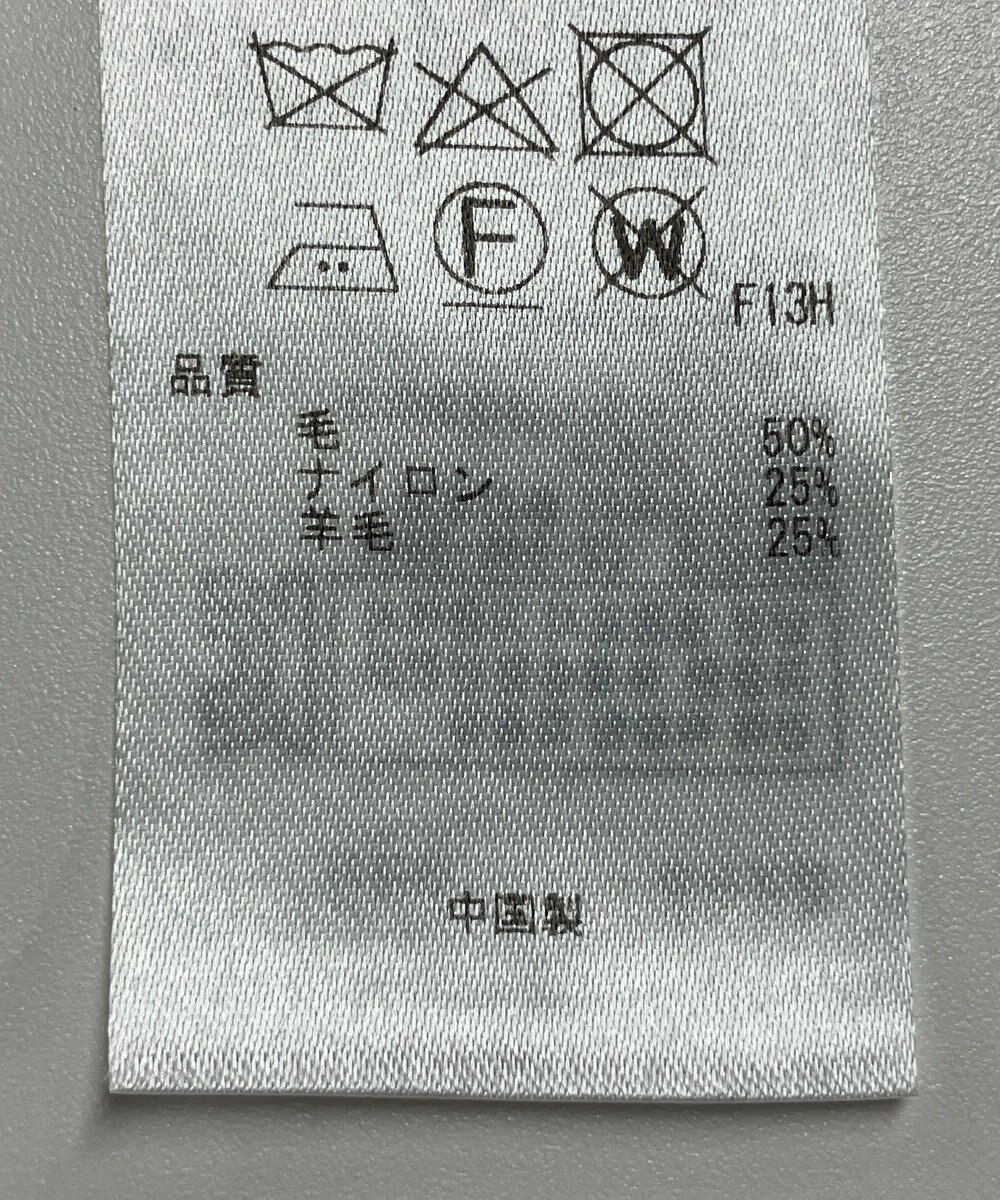 F W
F13H
品質
毛 50%
ナイロン 25%
羊毛 25%
中国製